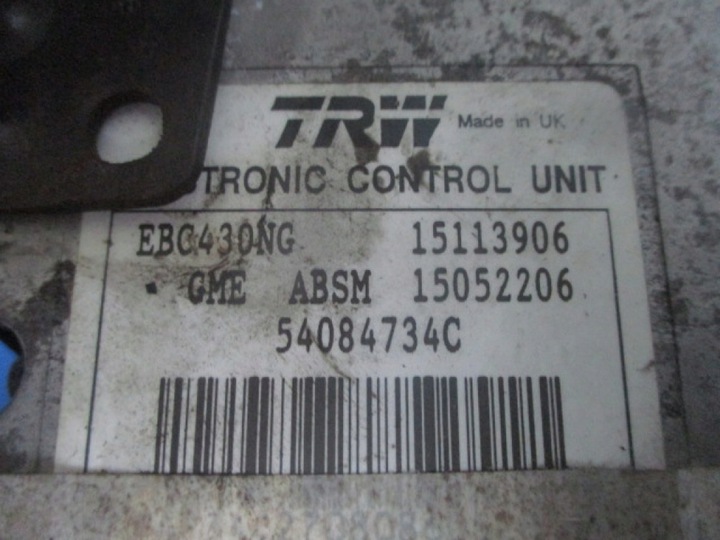 TRW Made in UK
TRONIC CONTROL UNIT
EBC430NG 15113906
GME ABSM 15052206
54084734C